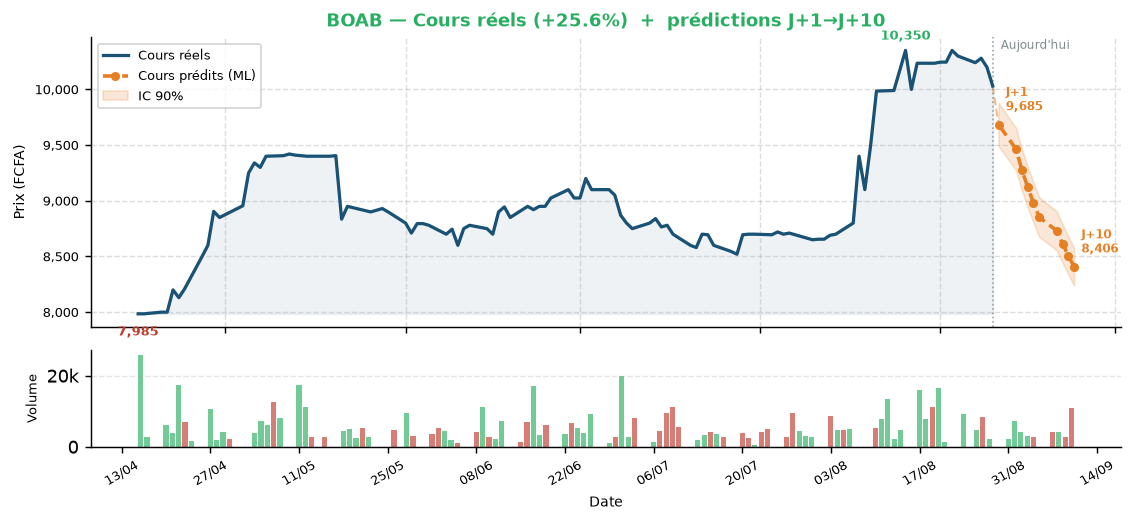 BOAB — Cours réels (+25.6%)  +  prédictions J+1→J+10
10,350
Aujourd'hui
Cours réels
Cours prédits (ML)
IC 90%
J+1
9,685
J+10
8,406
7,985
Prix (FCFA)
10,000
9,500
9,000
8,500
8,000
Volume
20k
0
13/04
27/04
11/05
25/05
08/06
22/06
06/07
20/07
03/08
17/08
31/08
14/09
Date